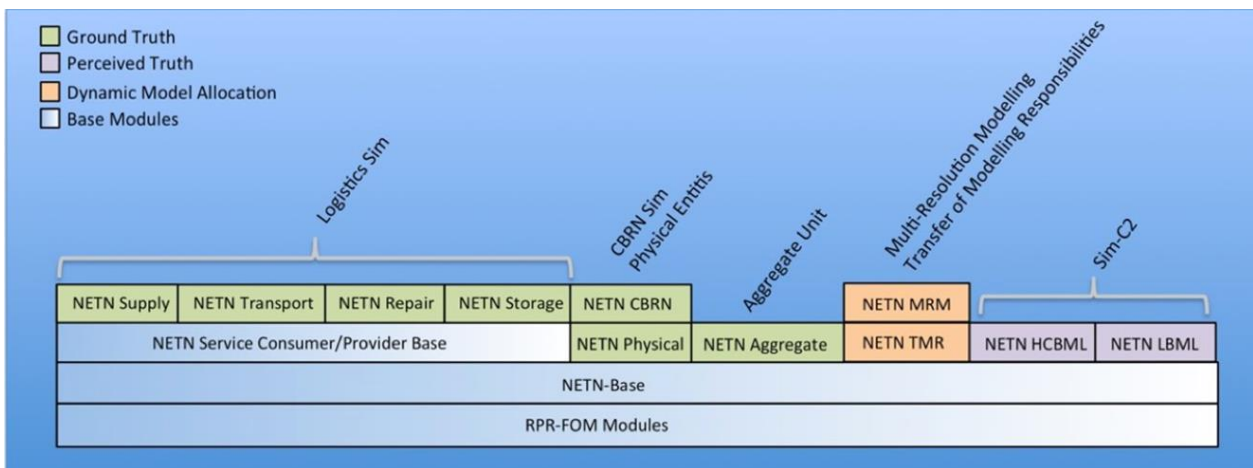 Ground Truth
Perceived Truth
Dynamic Model Allocation
Base Modules
Logistics Sim
CBRN Sim
Physical Entitis
Aggregate Unit
Multi-Resolution Modelling
Transfer of Modelling Responsibilities
Sim-C2
NETN Supply
NETN Transport
NETN Repair
NETN Storage
NETN CBRN
NETN MRM
NETN Service Consumer/Provider Base
NETN Physical
NETN Aggregate
NETN TMR
NETN HCBML
NETN LBML
NETN-Base
RPR-FOM Modules